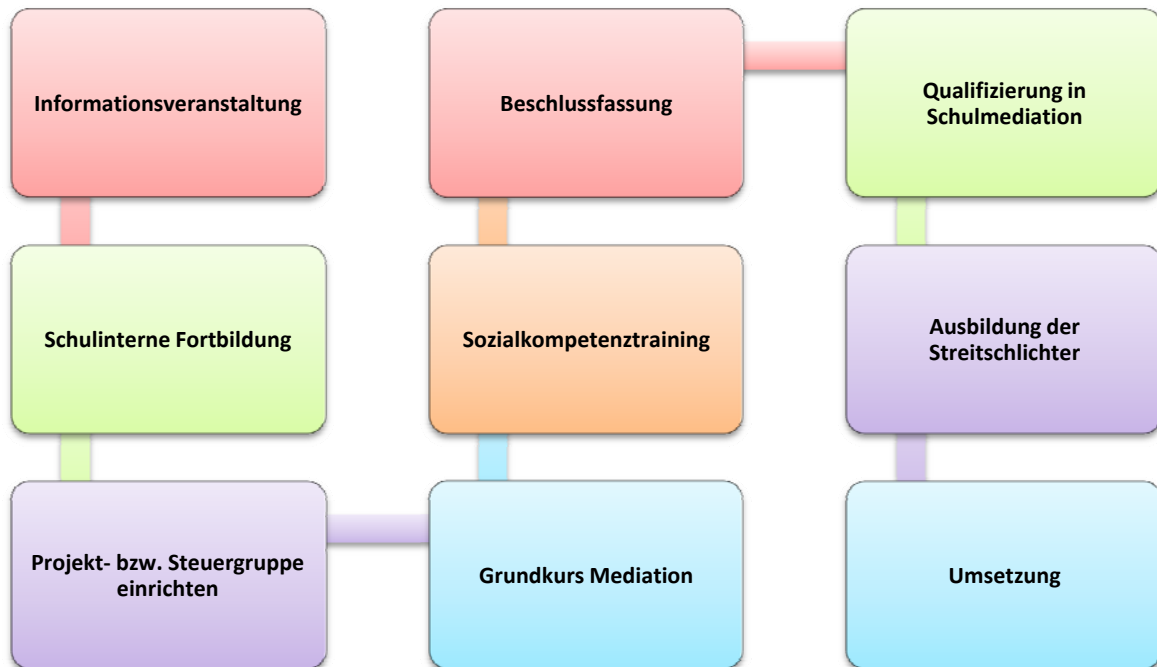 Informationsveranstaltung
Schulinterne Fortbildung
Projekt- bzw. Steuergruppe
einrichten
Grundkurs Mediation
Sozialkompetenztraining
Beschlussfassung
Qualifizierung in
Schulmediation
Ausbildung der
Streitschlichter
Umsetzung